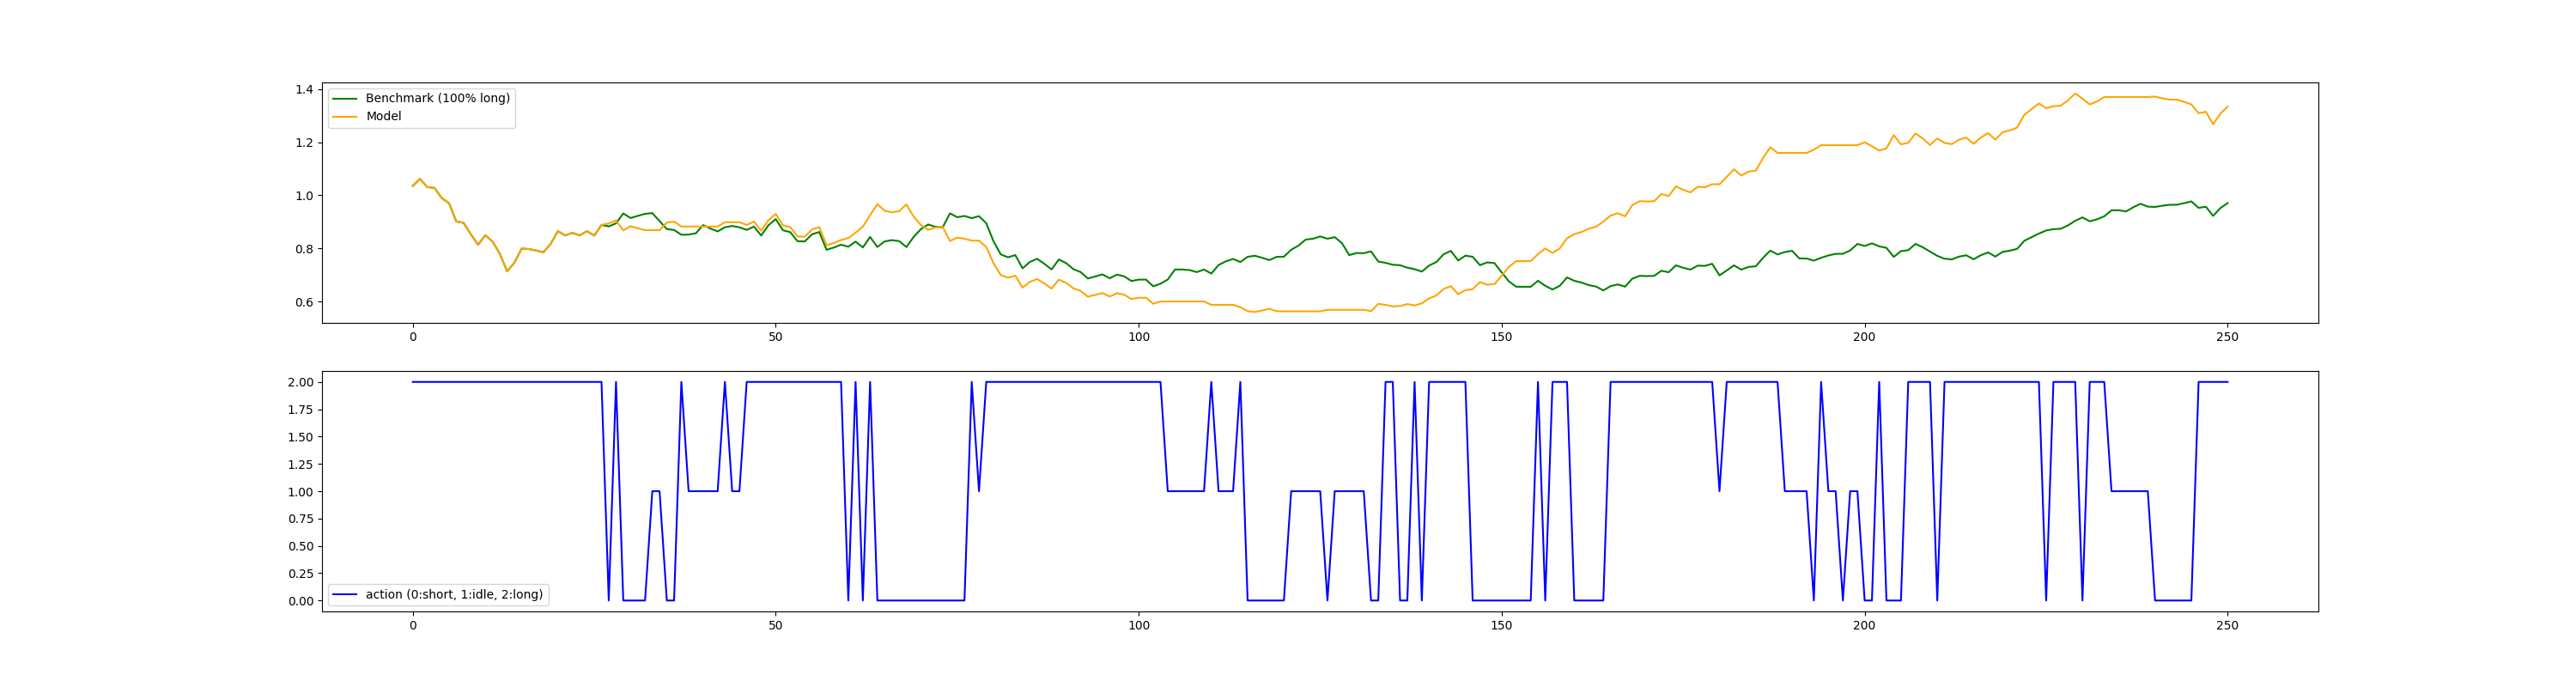 1.4
1.2
1.0
0.8
0.6
Benchmark (100% long)
Model
0 50 100 150 200 250
2.00
1.75
1.50
1.25
1.00
0.75
0.50
0.25
0.00
action (0:short, 1:idle, 2:long)
0 50 100 150 200 250